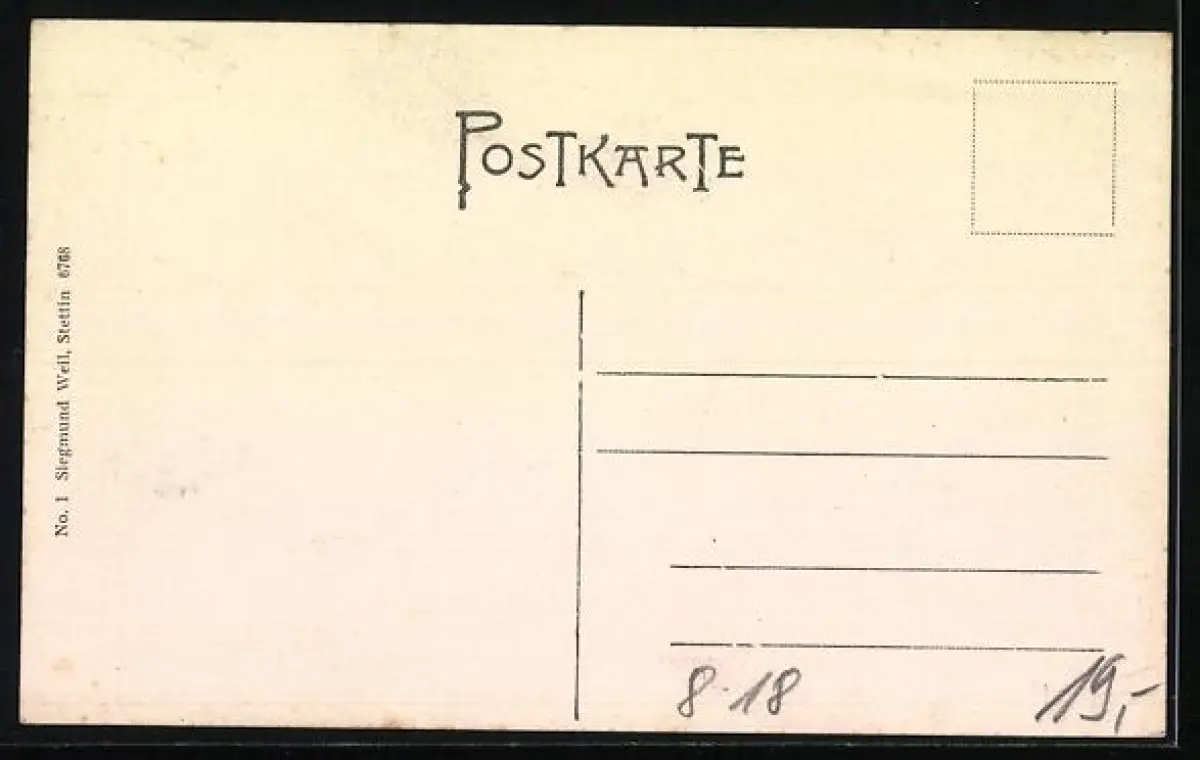 POSTKARTE
No. 1 Siegmund Weil, Stettin 6768
8 18
19,-